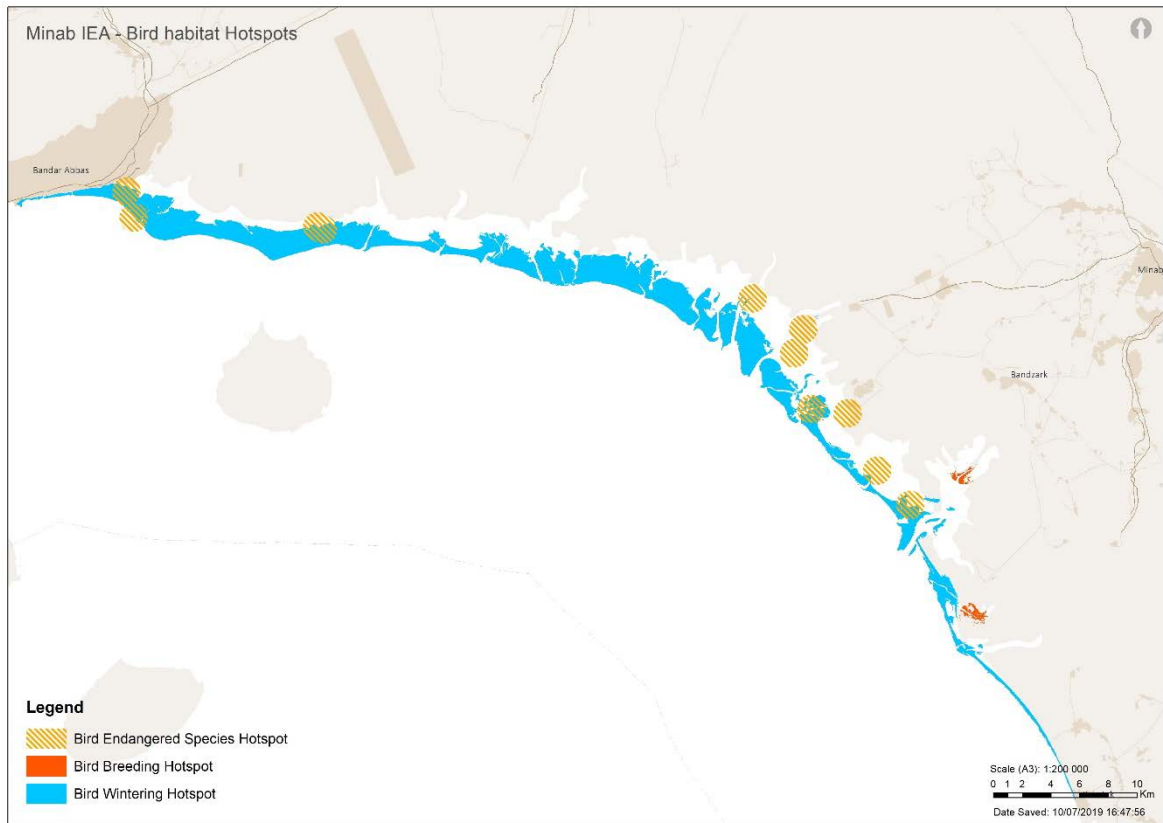 Minab IEA - Bird habitat Hotspots
Bandar Abbas
Minab
Bandzark
Legend
Bird Endangered Species Hotspot
Bird Breeding Hotspot
Bird Wintering Hotspot
Scale (A3): 1:200 000
0 1 2 4 6 8 10
Km
Date Saved: 10/07/2019 16:47:56